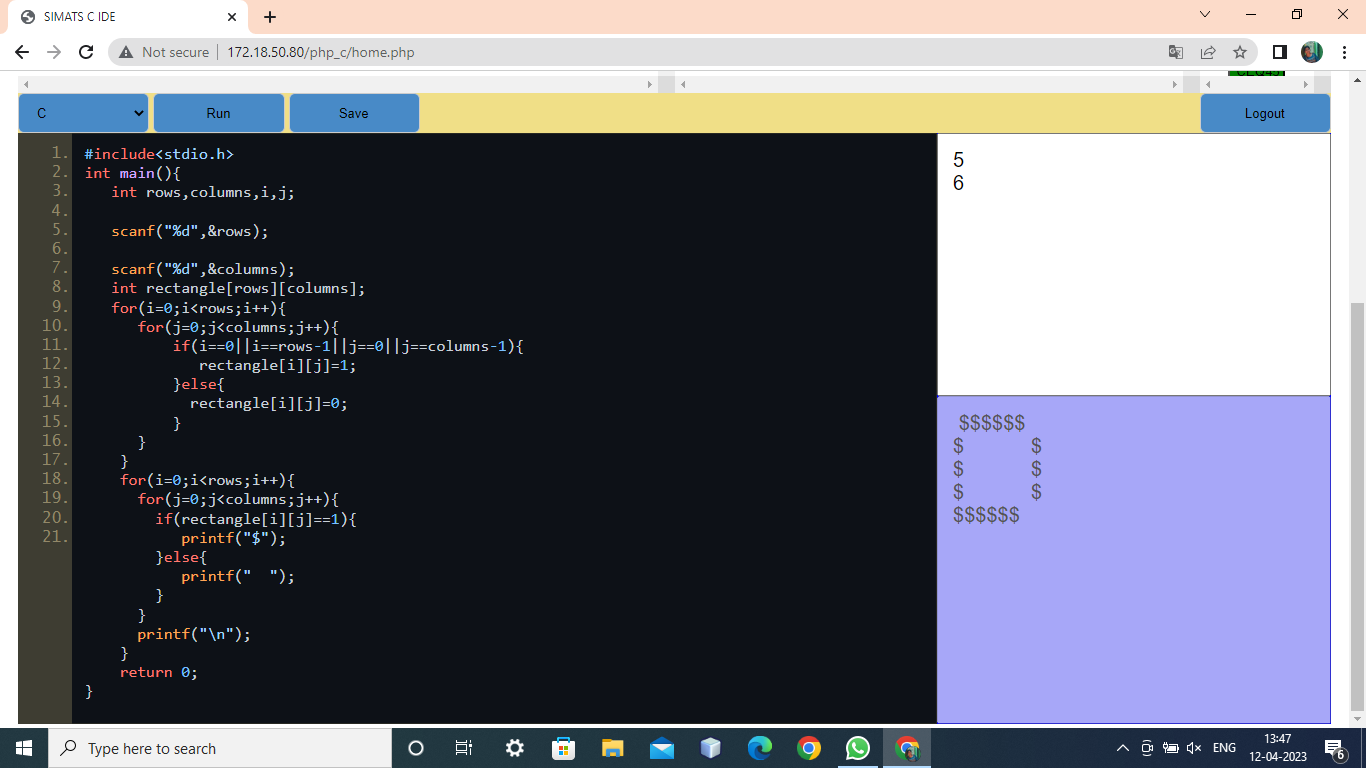 SIMATS C IDE
Not secure | 172.18.50.80/php_c/home.php
C Run Save Logout
1. #include<stdio.h>
2. int main(){
3.    int rows,columns,i,j;
4.
5.    scanf("%d",&rows);
6.
7.    scanf("%d",&columns);
8.    int rectangle[rows][columns];
9.    for(i=0;i<rows;i++){
10.       for(j=0;j<columns;j++){
11.           if(i==0||i==rows-1||j==0||j==columns-1){
12.              rectangle[i][j]=1;
13.           }else{
14.             rectangle[i][j]=0;
15.           }
16.       }
17.     }
18.     for(i=0;i<rows;i++){
19.       for(j=0;j<columns;j++){
20.         if(rectangle[i][j]==1){
21.            printf("$");
         }else{
            printf("  ");
         }
       }
       printf("\n");
     }
     return 0;
}
5
6
$$$$$$
$        $
$        $
$        $
$$$$$$
Type here to search
ENG
13:47
12-04-2023
6